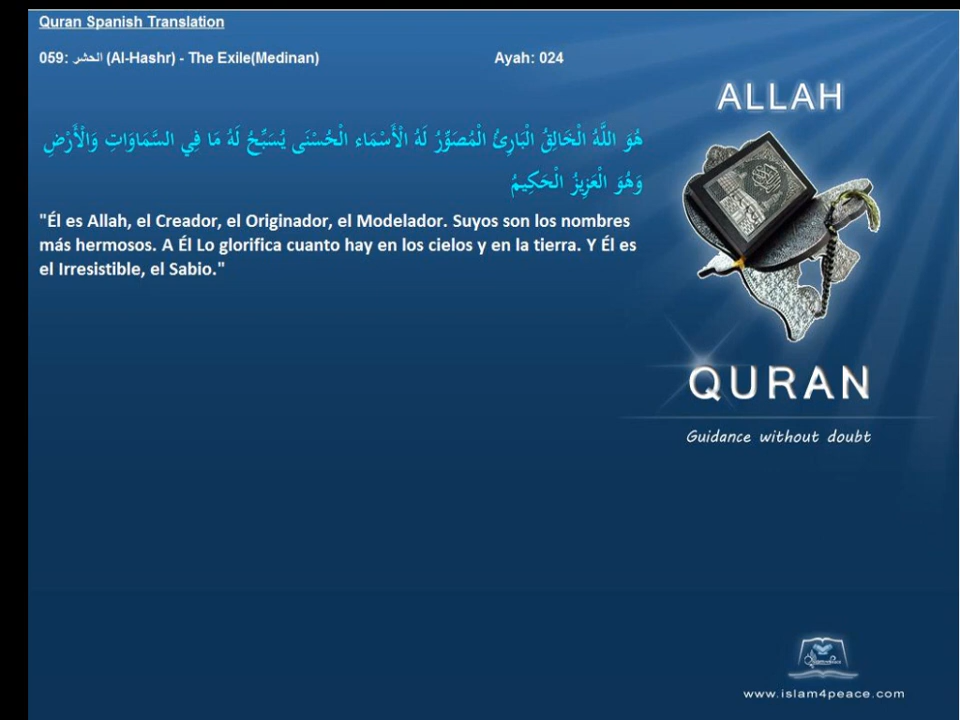 Quran Spanish Translation
059: الحشر (Al-Hashr) - The Exile(Medinan) Ayah: 024
هُوَ اللَّهُ الْخَالِقُ الْبَارِئُ الْمُصَوِّرُ لَهُ الْأَسْمَاء الْحُسْنَى يُسَبِّحُ لَهُ مَا فِي السَّمَاوَاتِ وَالْأَرْضِ
وَهُوَ الْعَزِيزُ الْحَكِيمُ
"Él es Allah, el Creador, el Originador, el Modelador. Suyos son los nombres
más hermosos. A Él Lo glorifica cuanto hay en los cielos y en la tierra. Y Él es
el Irresistible, el Sabio."
ALLAH
QURAN
Guidance without doubt
www.islam4peace.com